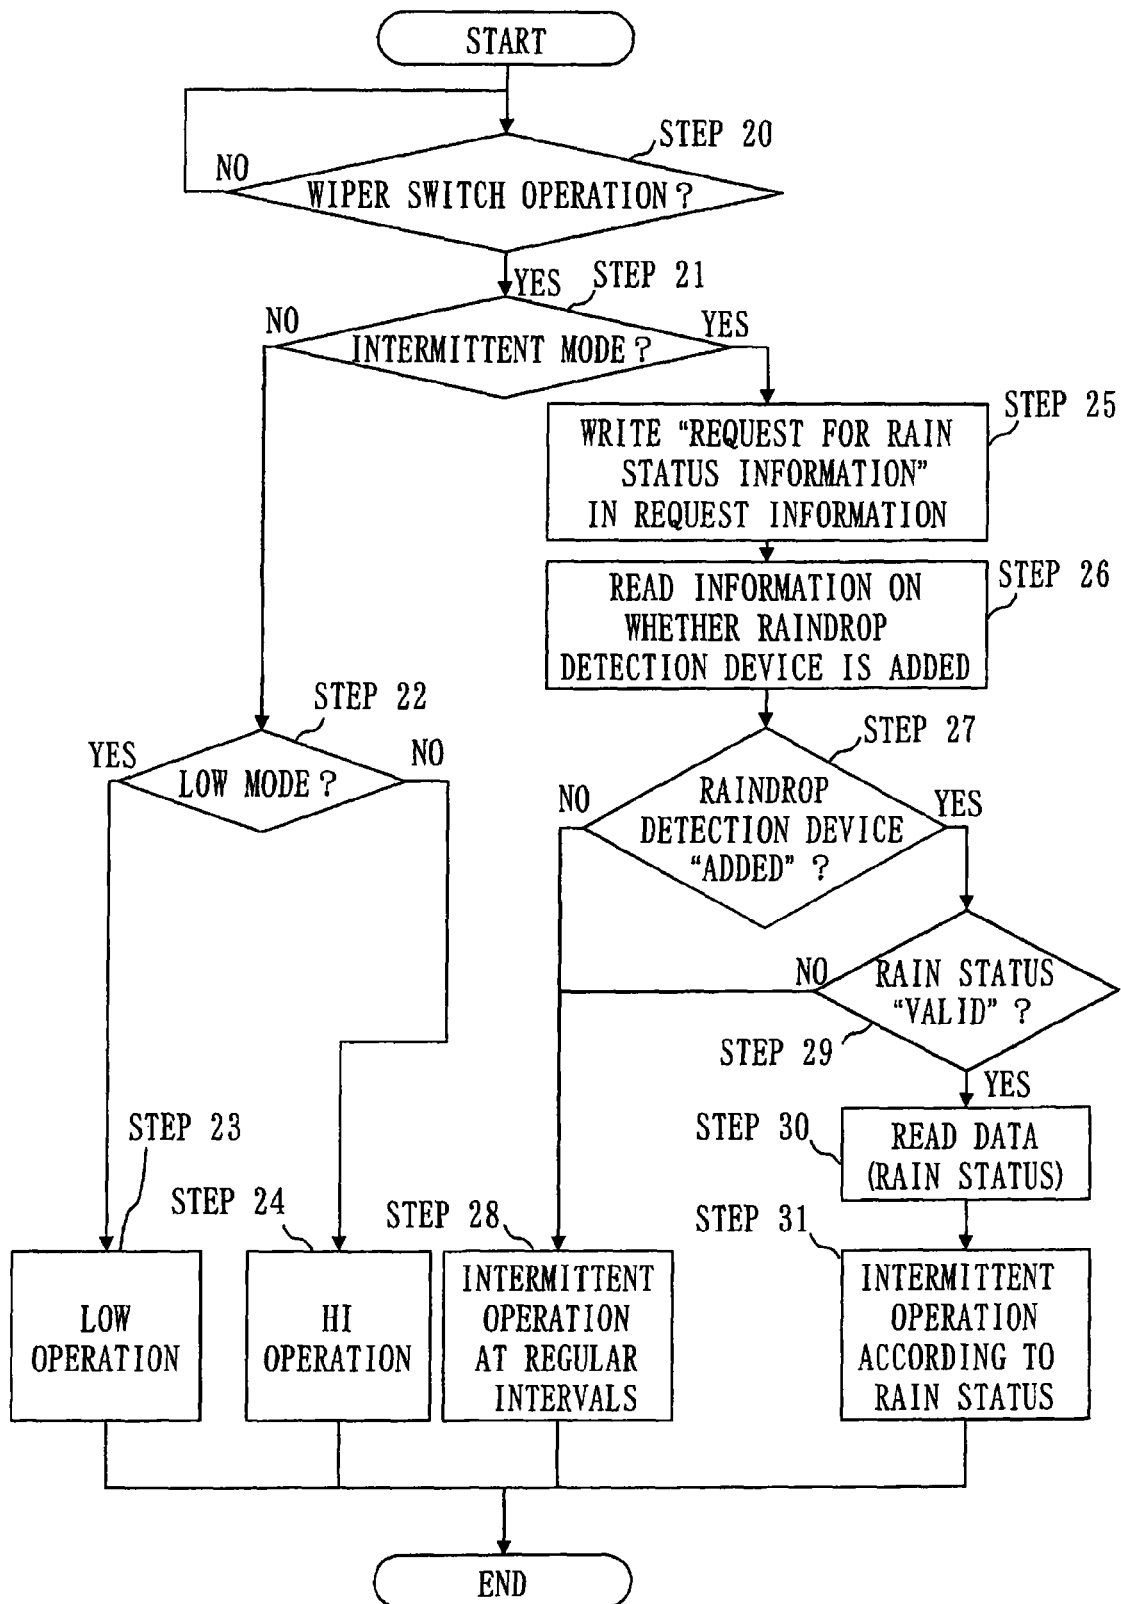 START
STEP 20
NO
WIPER SWITCH OPERATION?
YES
STEP 21
NO
YES
INTERMITTENT MODE?
STEP 25
WRITE “REQUEST FOR RAIN
STATUS INFORMATION”
IN REQUEST INFORMATION
STEP 26
READ INFORMATION ON
WHETHER RAINDROP
DETECTION DEVICE IS ADDED
STEP 22
YES
NO
LOW MODE?
STEP 27
NO
YES
RAINDROP
DETECTION DEVICE
“ADDED” ?
NO
RAIN STATUS
“VALID” ?
STEP 29
YES
STEP 30
READ DATA
(RAIN STATUS)
STEP 23
STEP 24
STEP 28
STEP 31
LOW
OPERATION
HI
OPERATION
INTERMITTENT
OPERATION
AT REGULAR
INTERVALS
INTERMITTENT
OPERATION
ACCORDING TO
RAIN STATUS
END